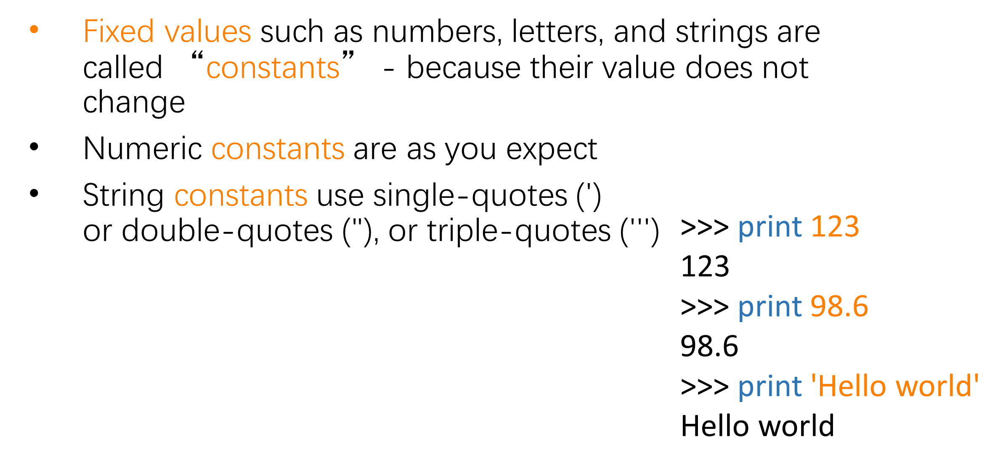 • Fixed values such as numbers, letters, and strings are
called “constants” - because their value does not
change
• Numeric constants are as you expect
• String constants use single-quotes (')
or double-quotes ("), or triple-quotes (''')
>>> print 123
123
>>> print 98.6
98.6
>>> print 'Hello world'
Hello world